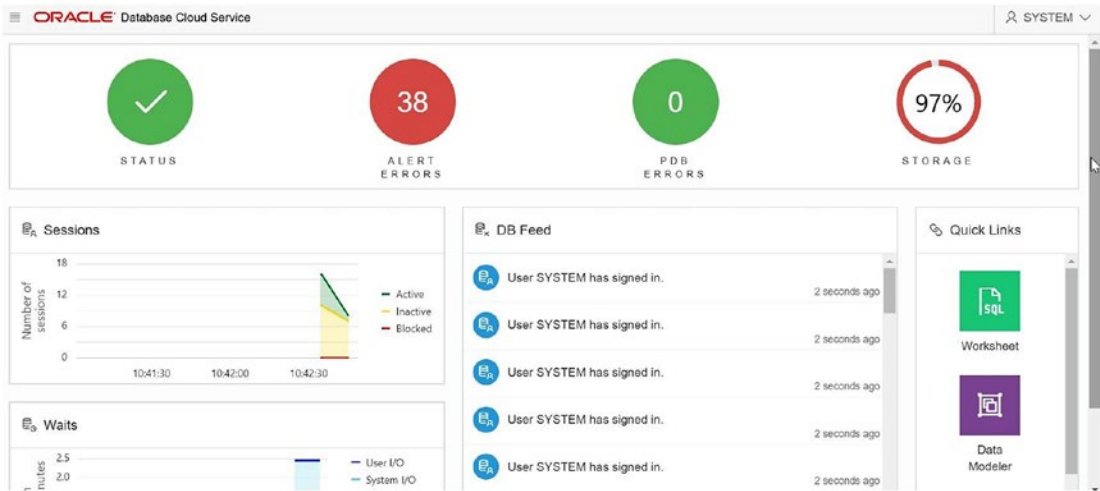 ORACLE Database Cloud Service
SYSTEM
38
0
97%
STATUS
ALERT
ERRORS
PDB
ERRORS
STORAGE
Sessions
Number of
sessions
18
12
6
0
10:41:30 10:42:00 10:42:30
Active
Inactive
Blocked
Waits
2.5
2.0
User I/O
System I/O
DB Feed
User SYSTEM has signed in.
2 seconds ago
User SYSTEM has signed in.
2 seconds ago
User SYSTEM has signed in.
2 seconds ago
User SYSTEM has signed in.
2 seconds ago
User SYSTEM has signed in.
2 seconds ago
Quick Links
SQL
Worksheet
Data
Modeler